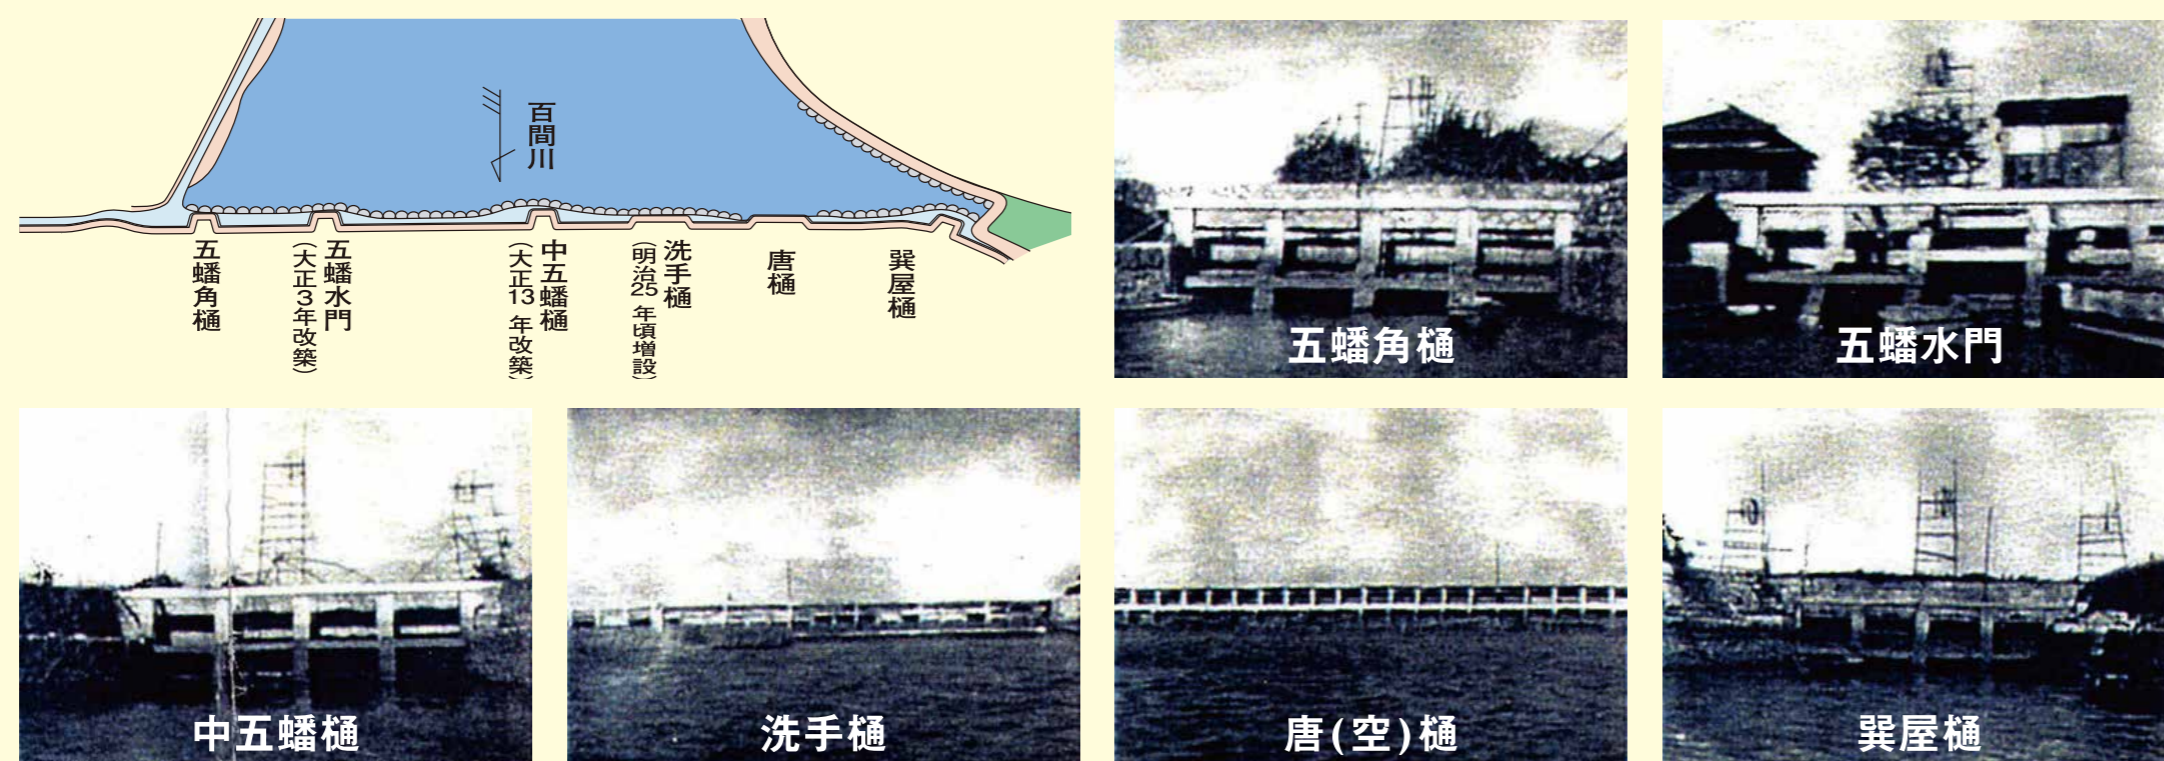 百間川
五蟠角樋
五蟠水門
(大正3年改築)
中五蟠樋
(大正13年改築)
洗手樋
(明治25年頃増設)
唐樋
巽屋樋
五蟠角樋
五蟠水門
中五蟠樋
洗手樋
唐(空)樋
巽屋樋